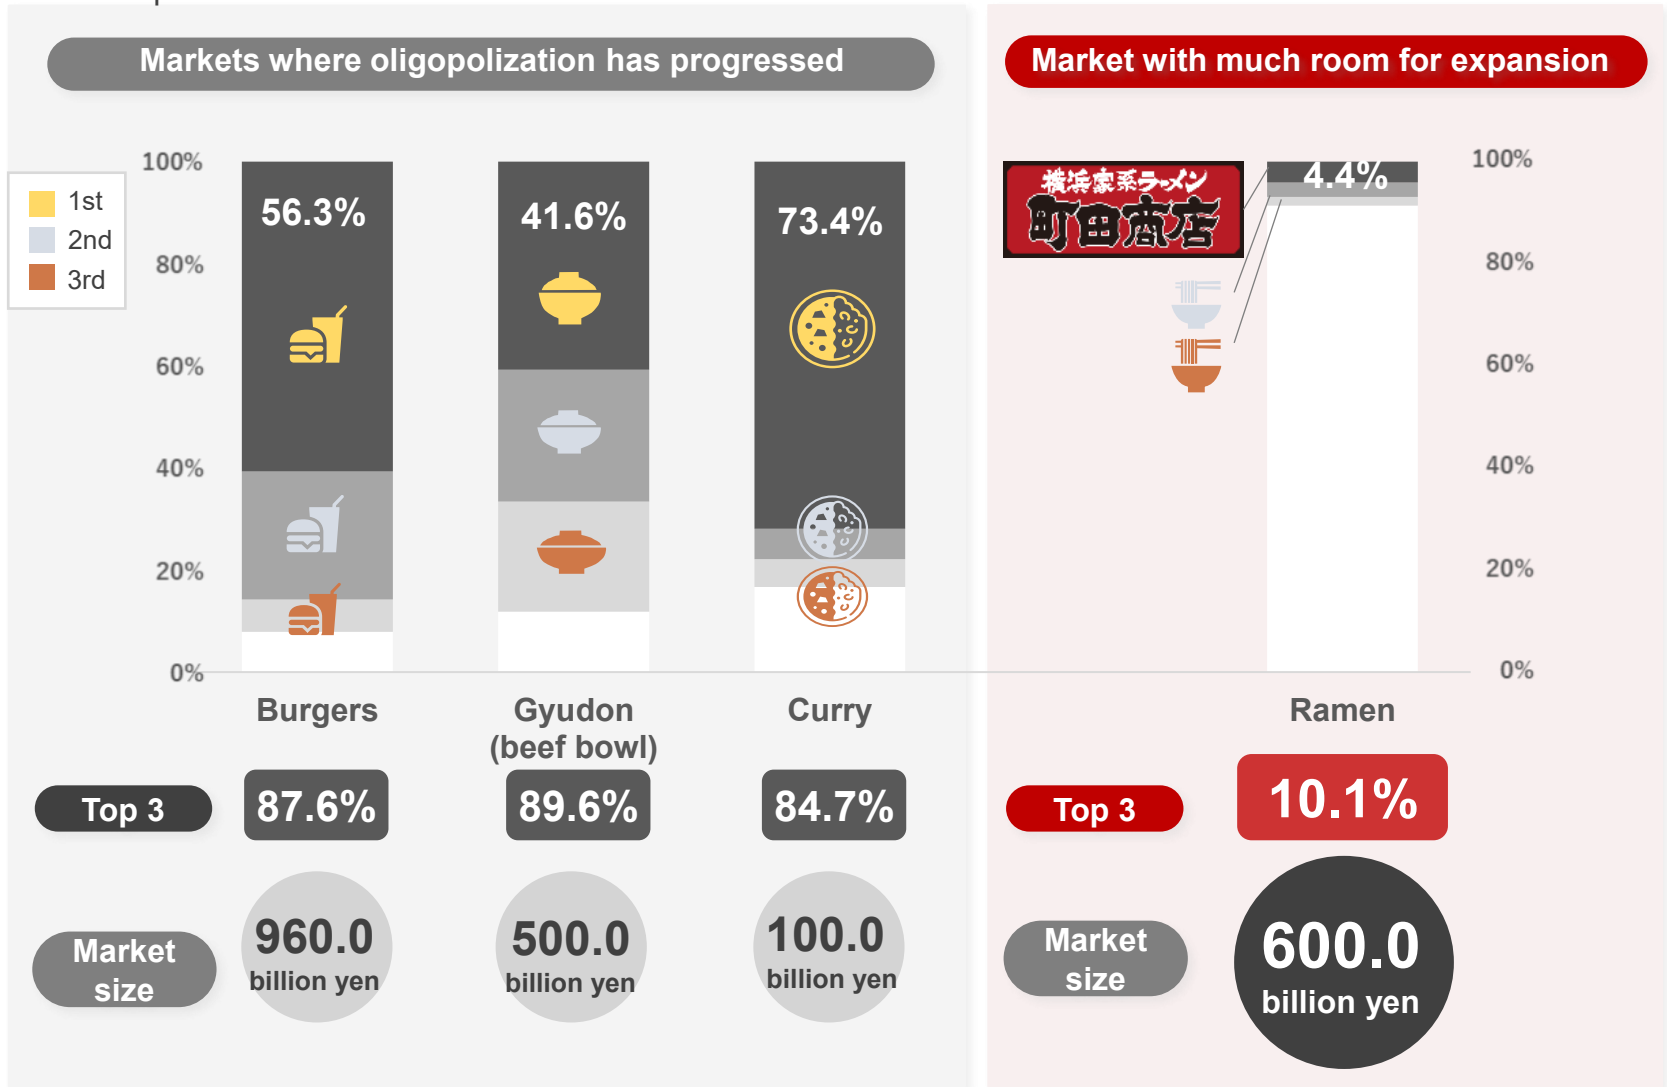 Markets where oligopolization has progressed
Market with much room for expansion
1st
2nd
3rd
100%
80%
60%
40%
20%
0%
56.3%
41.6%
73.4%
横浜家系ラーメン
町田商店
4.4%
100%
80%
60%
40%
20%
0%
Burgers
Gyudon
(beef bowl)
Curry
Ramen
Top 3
87.6%
89.6%
84.7%
Top 3
10.1%
Market
size
960.0
billion yen
500.0
billion yen
100.0
billion yen
Market
size
600.0
billion yen